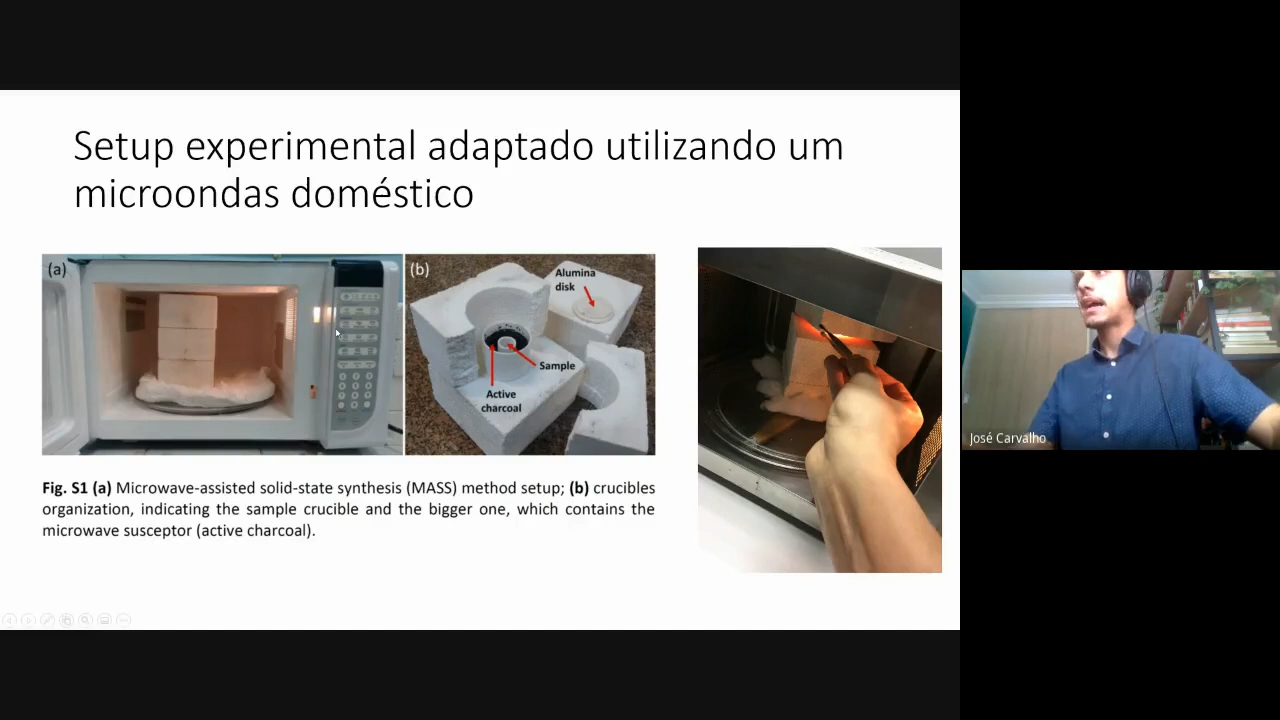 Setup experimental adaptado utilizando um
microondas doméstico
(a)
(b)
Alumina
disk
Sample
Active
charcoal
Fig. S1 (a) Microwave-assisted solid-state synthesis (MASS) method setup; (b) crucibles
organization, indicating the sample crucible and the bigger one, which contains the
microwave susceptor (active charcoal).
José Carvalho